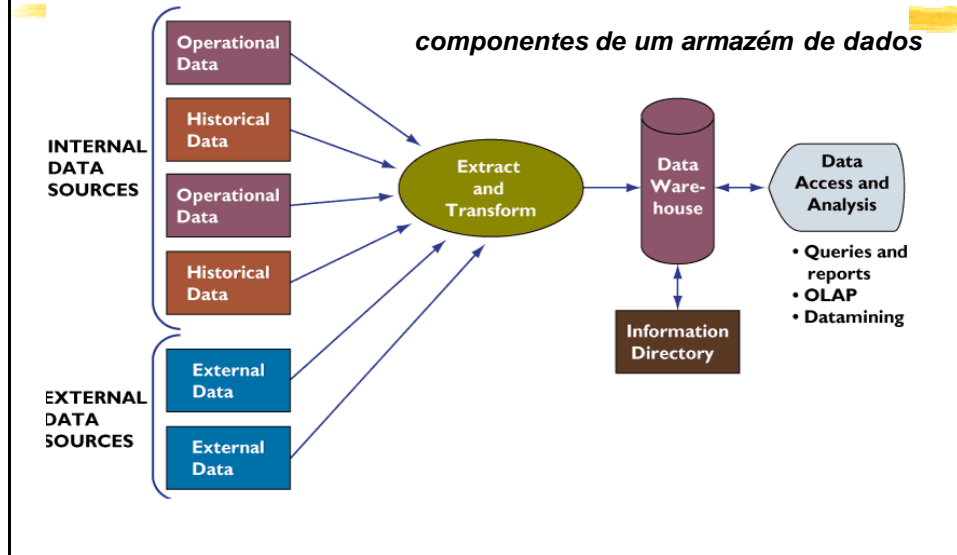 componentes de um armazém de dados
INTERNAL
DATA
SOURCES
Operational
Data
Historical
Data
Operational
Data
Historical
Data
EXTERNAL
DATA
SOURCES
External
Data
External
Data
Extract
and
Transform
Data
Ware-
house
Information
Directory
Data
Access and
Analysis
• Queries and
reports
• OLAP
• Datamining